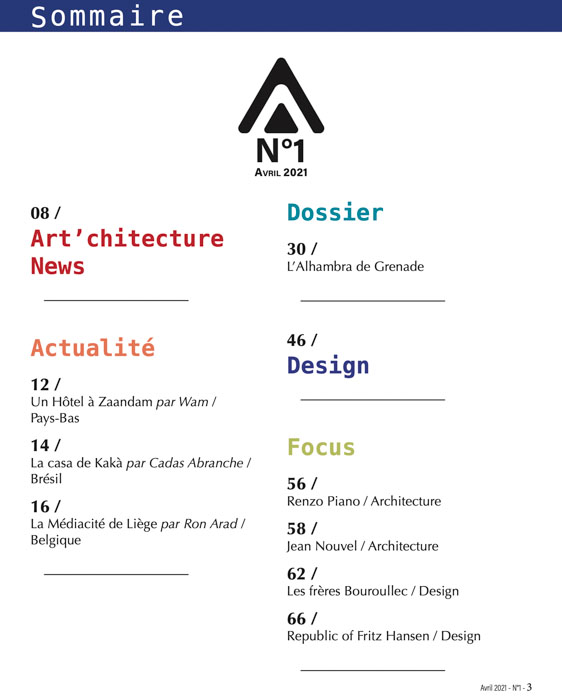 Sommaire
N°1
Avril 2021
08 /
Art’chitecture
News
Actualité
12 /
Un Hôtel à Zaandam par Wam /
Pays-Bas
14 /
La casa de Kakà par Cadas Abranche /
Brésil
16 /
La Médiacité de Liège par Ron Arad /
Belgique
Dossier
30 /
L’Alhambra de Grenade
46 /
Design
Focus
56 /
Renzo Piano / Architecture
58 /
Jean Nouvel / Architecture
62 /
Les frères Bouroullec / Design
66 /
Republic of Fritz Hansen / Design
Avril 2021 - N°1 - 3